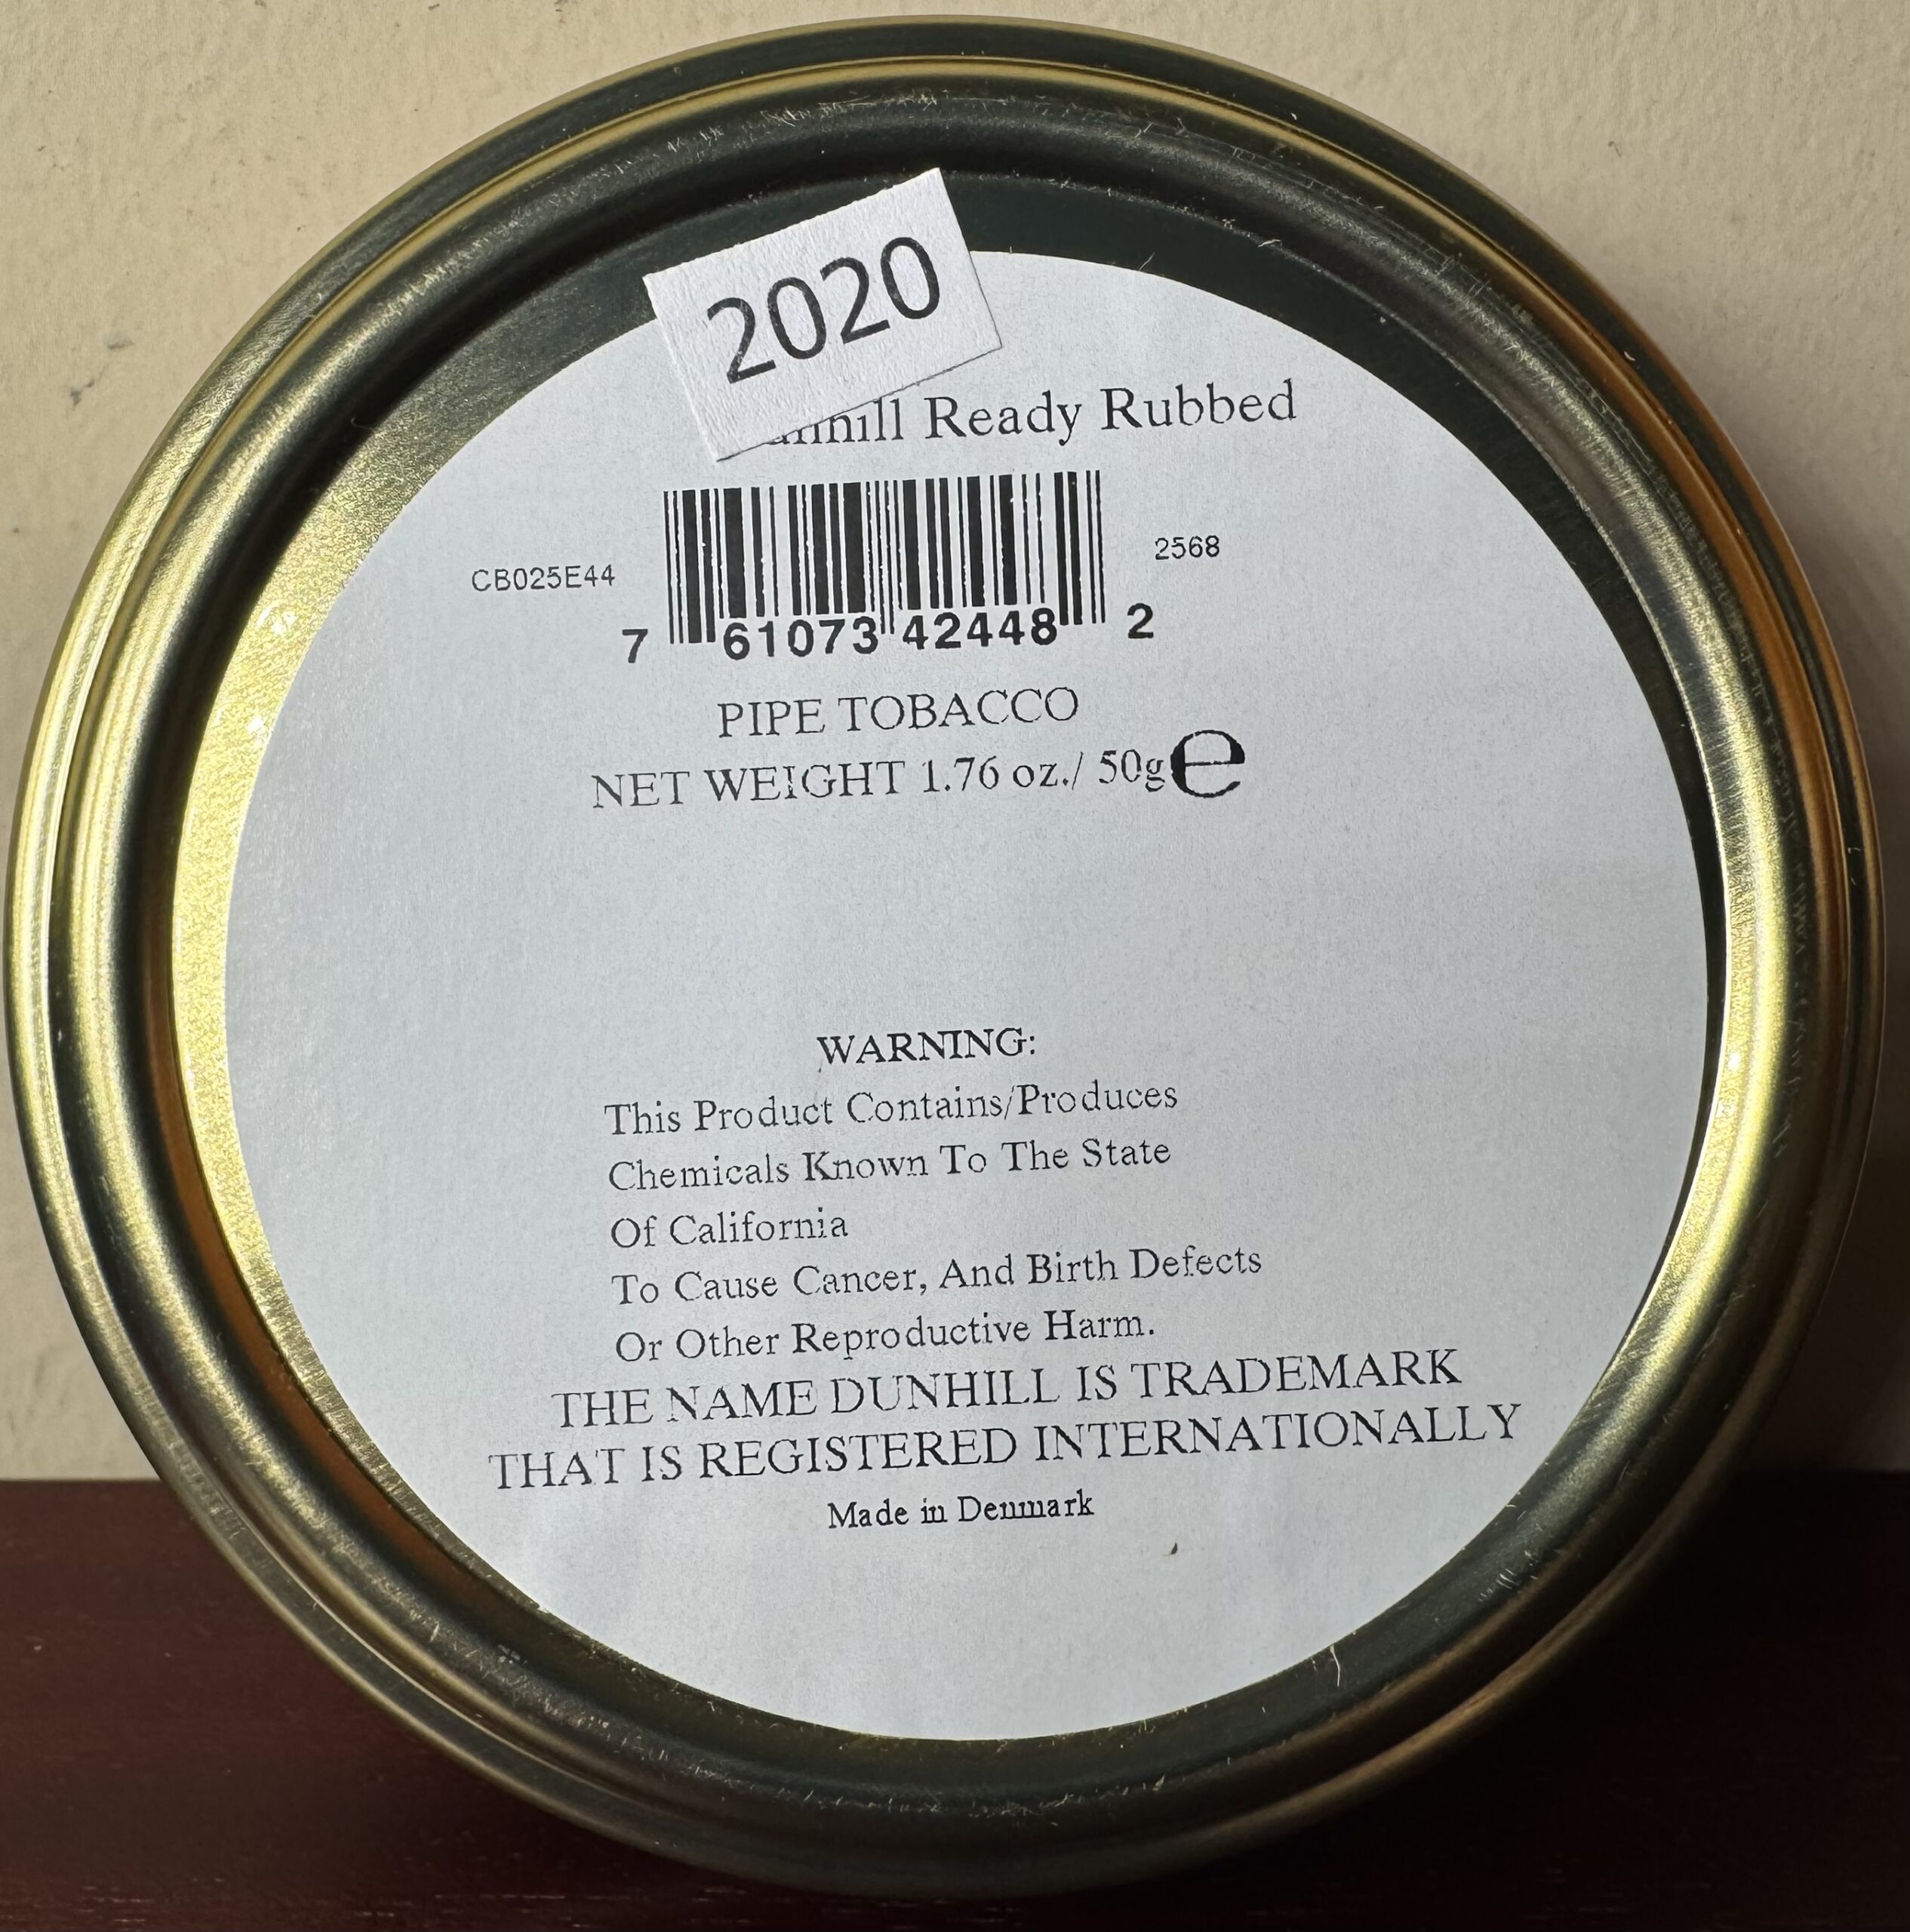 2020
Ready Rubbed
CB025E44
2568
7 61073 42448 2
PIPE TOBACCO
NET WEIGHT 1.76 oz./ 50g e
WARNING:
This Product Contains/Produces
Chemicals Known To The State
Of California
To Cause Cancer, And Birth Defects
Or Other Reproductive Harm.
THE NAME DUNHILL IS TRADEMARK
THAT IS REGISTERED INTERNATIONALLY
Made in Denmark